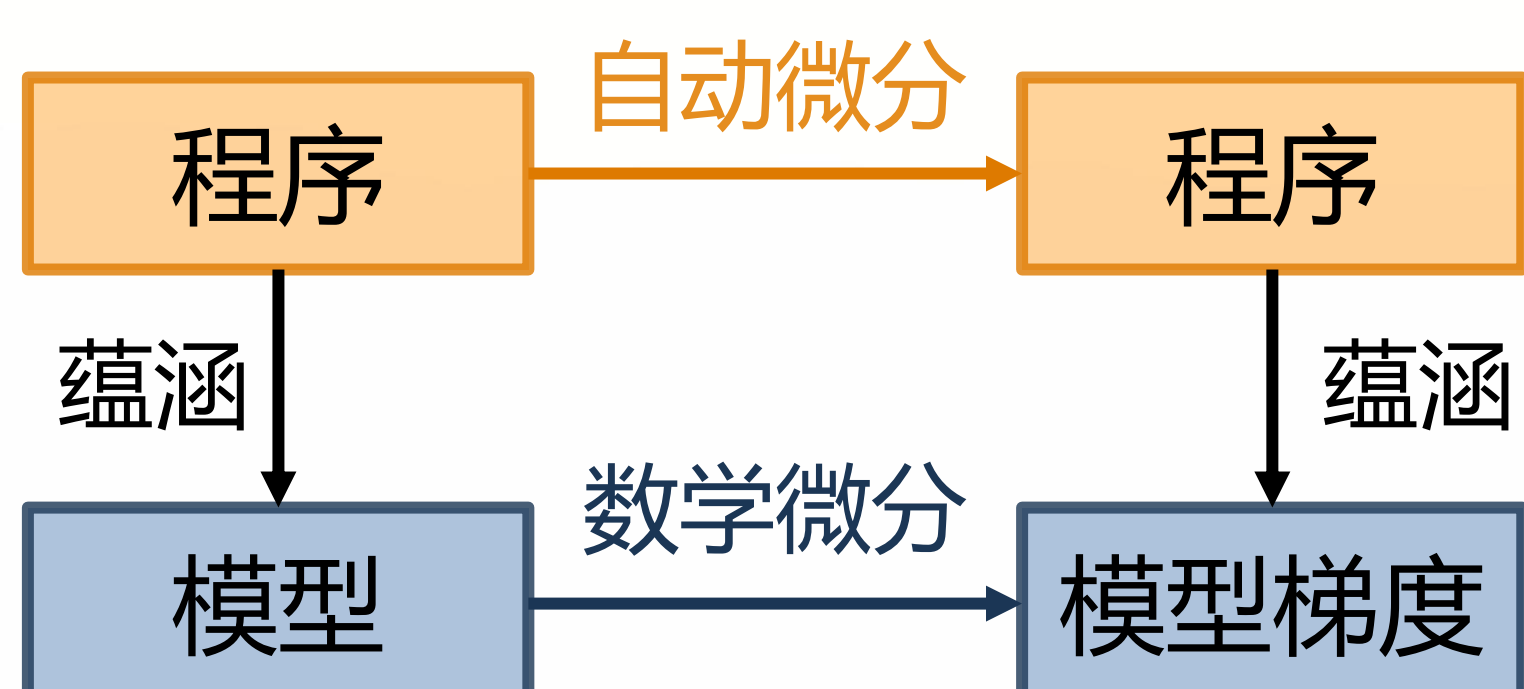 自动微分
程序
程序
蕴涵
蕴涵
数学微分
模型
模型梯度